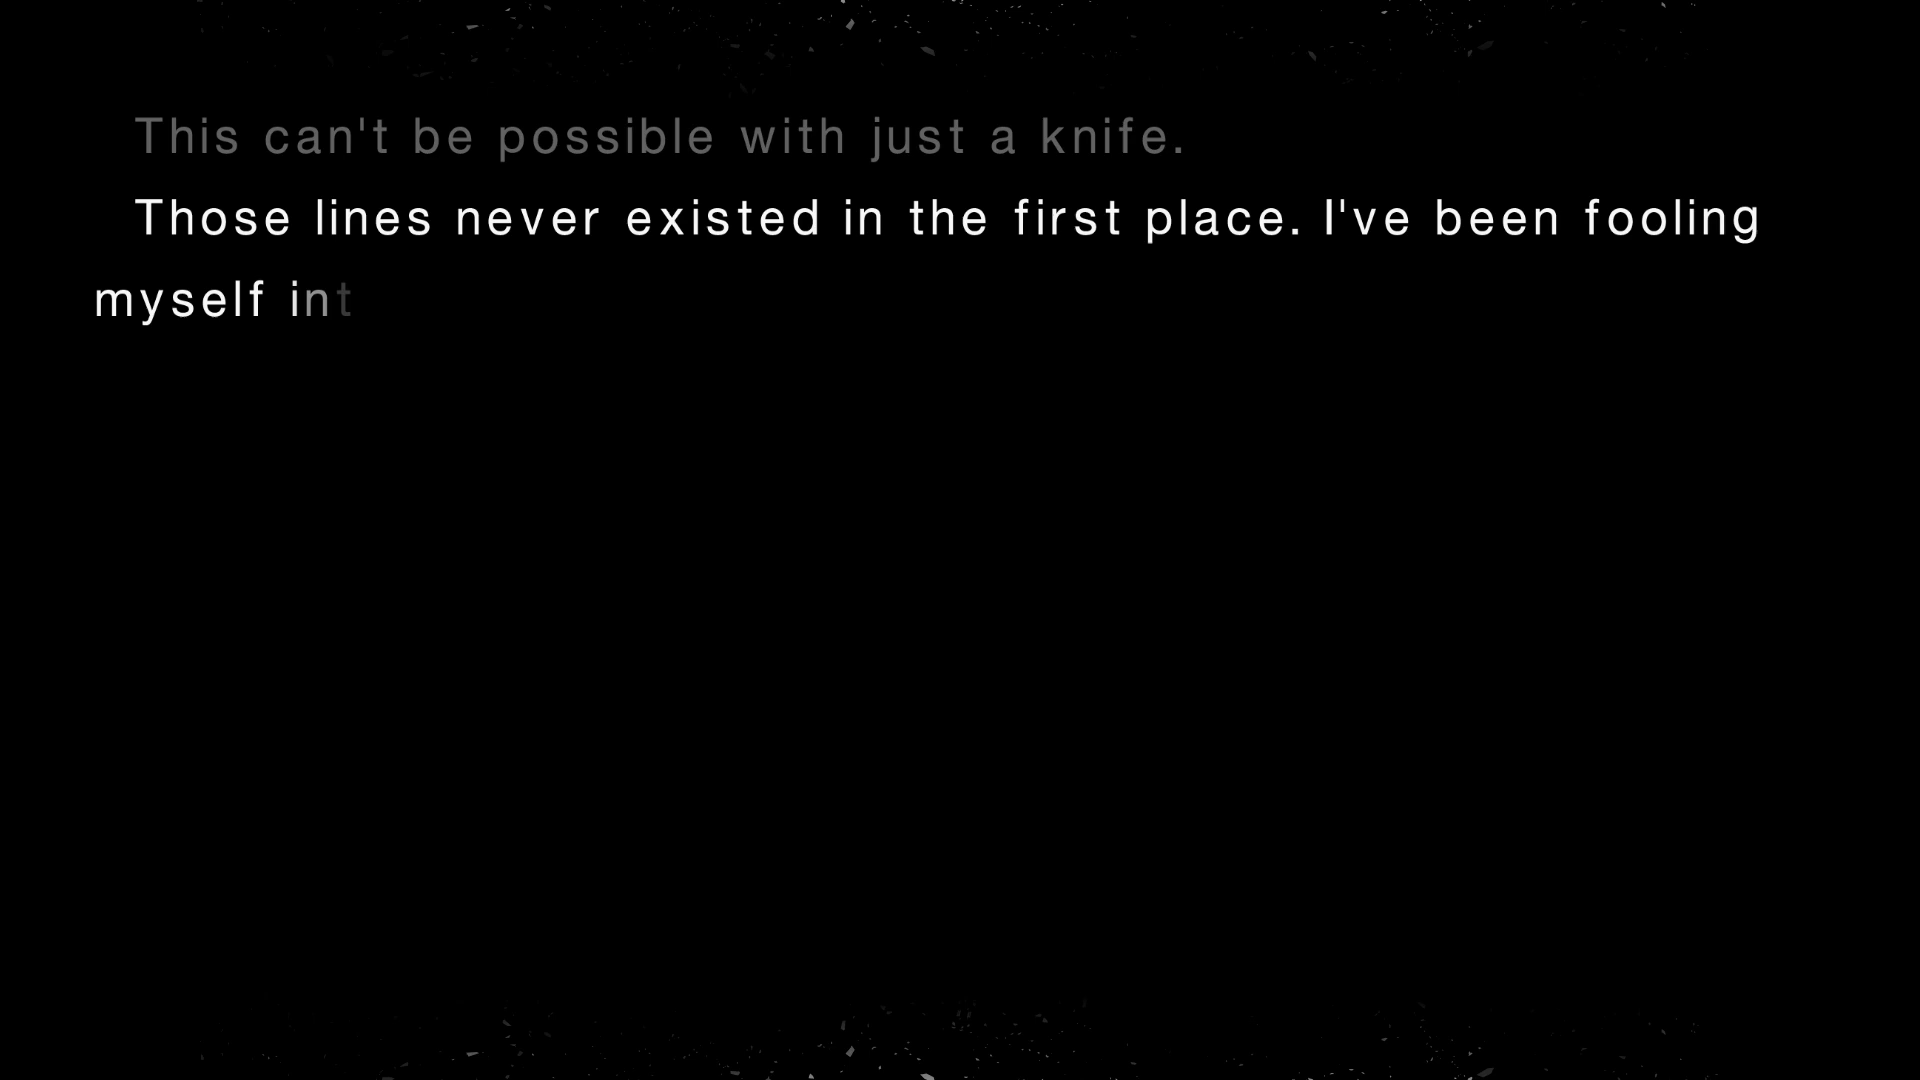 This can't be possible with just a knife.
Those lines never existed in the first place. I've been fooling
myself int